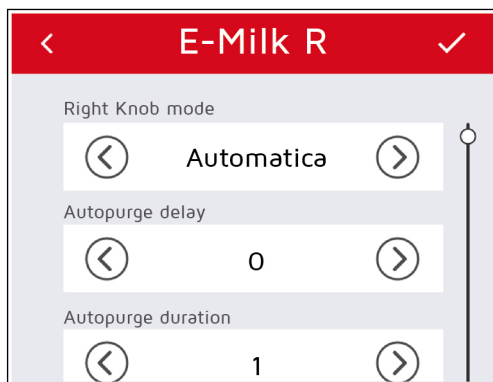 E-Milk R
Right Knob mode
Automatica
Autopurge delay
0
Autopurge duration
1